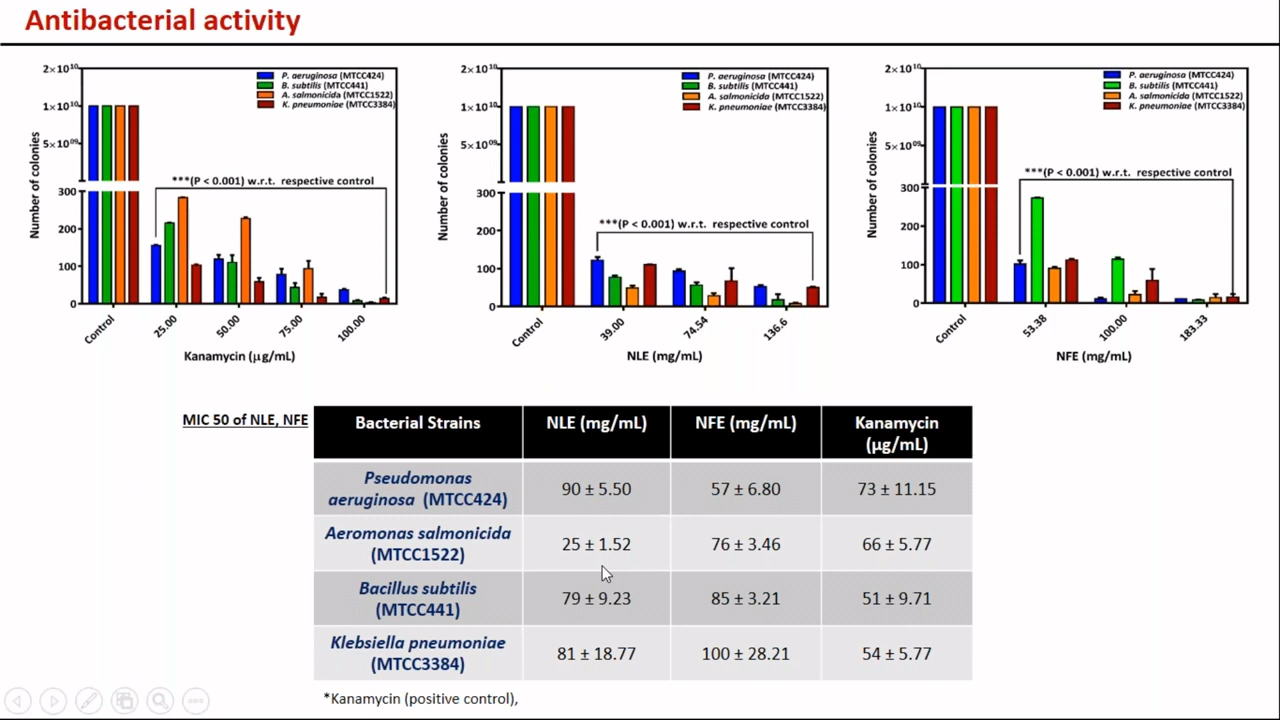 Antibacterial activity
2×10¹⁰
1×10¹⁰
5×10⁰⁹
300
200
100
0
Number of colonies
P. aeruginosa (MTCC424)
B. subtilis (MTCC441)
A. salmonicida (MTCC1522)
K. pneumoniae (MTCC3384)
***(P < 0.001) w.r.t. respective control
Control
25.00
50.00
75.00
100.00
Kanamycin (µg/mL)
2×10¹⁰
1×10¹⁰
5×10⁰⁹
300
200
100
0
Number of colonies
P. aeruginosa (MTCC424)
B. subtilis (MTCC441)
A. salmonicida (MTCC1522)
K. pneumoniae (MTCC3384)
***(P < 0.001) w.r.t. respective control
Control
39.00
74.54
136.6
NLE (mg/mL)
2×10¹⁰
1×10¹⁰
5×10⁰⁹
300
200
100
0
Number of colonies
P. aeruginosa (MTCC424)
B. subtilis (MTCC441)
A. salmonicida (MTCC1522)
K. pneumoniae (MTCC3384)
***(P < 0.001) w.r.t. respective control
Control
53.38
100.00
183.33
NFE (mg/mL)
MIC 50 of NLE, NFE
Bacterial Strains NLE (mg/mL) NFE (mg/mL) Kanamycin
(µg/mL)
Pseudomonas
aeruginosa (MTCC424) 90 ± 5.50 57 ± 6.80 73 ± 11.15
Aeromonas salmonicida
(MTCC1522) 25 ± 1.52 76 ± 3.46 66 ± 5.77
Bacillus subtilis
(MTCC441) 79 ± 9.23 85 ± 3.21 51 ± 9.71
Klebsiella pneumoniae
(MTCC3384) 81 ± 18.77 100 ± 28.21 54 ± 5.77
*Kanamycin (positive control),